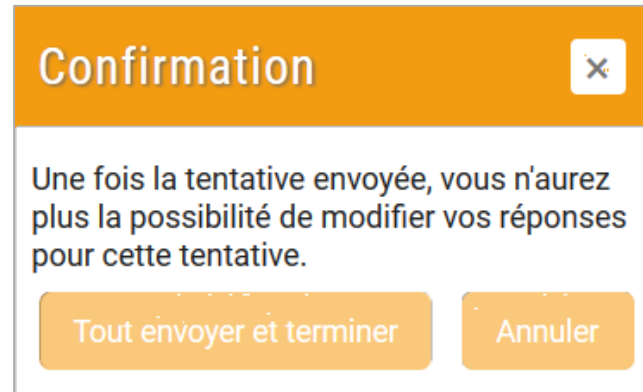 Confirmation ×
Une fois la tentative envoyée, vous n'aurez
plus la possibilité de modifier vos réponses
pour cette tentative.
Tout envoyer et terminer Annuler